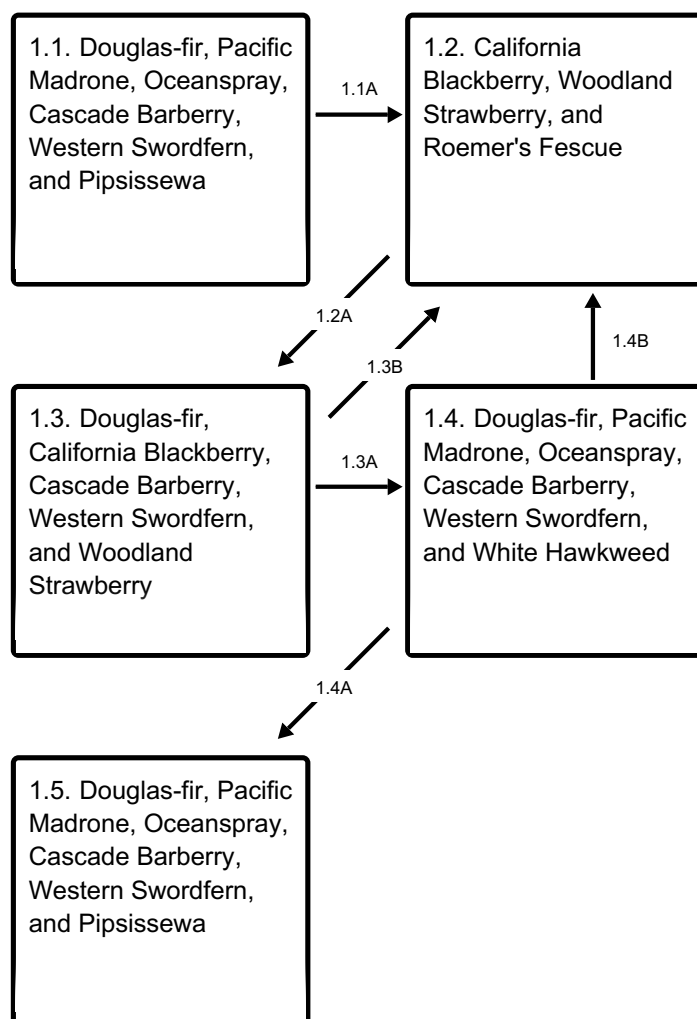 1.1. Douglas-fir, Pacific
Madrone, Oceanspray,
Cascade Barberry,
Western Swordfern,
and Pipsissewa
1.1A
1.2. California
Blackberry, Woodland
Strawberry, and
Roemer's Fescue
1.2A
1.3B
1.4B
1.3. Douglas-fir,
California Blackberry,
Cascade Barberry,
Western Swordfern,
and Woodland
Strawberry
1.3A
1.4. Douglas-fir, Pacific
Madrone, Oceanspray,
Cascade Barberry,
Western Swordfern,
and White Hawkweed
1.4A
1.5. Douglas-fir, Pacific
Madrone, Oceanspray,
Cascade Barberry,
Western Swordfern,
and Pipsissewa